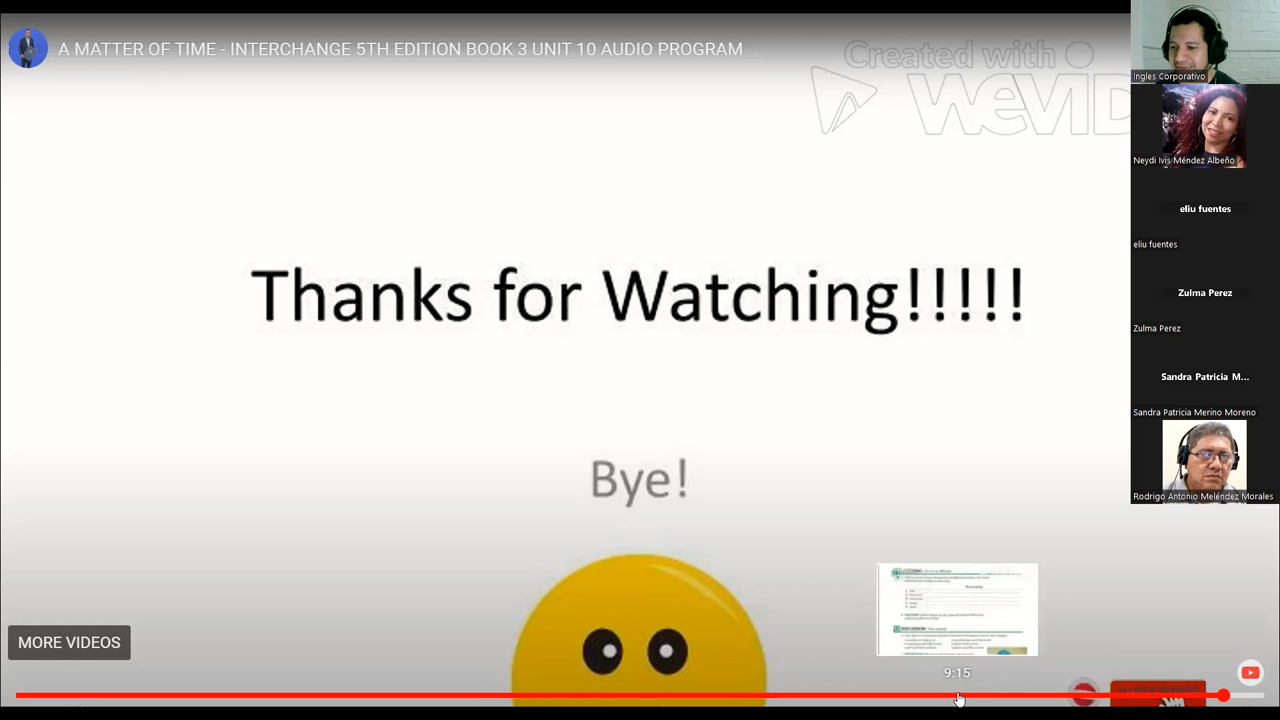 A MATTER OF TIME - INTERCHANGE 5TH EDITION BOOK 3 UNIT 10 AUDIO PROGRAM
Created with
WEVID
Thanks for Watching!!!!!
Bye!
MORE VIDEOS
9:15
Ingles Corporativo
Neydi Ivis Méndez Albeño
eliu fuentes
eliu fuentes
Zulma Perez
Zulma Perez
Sandra Patricia M...
Sandra Patricia Merino Moreno
Rodrigo Antonio Meléndez Morales